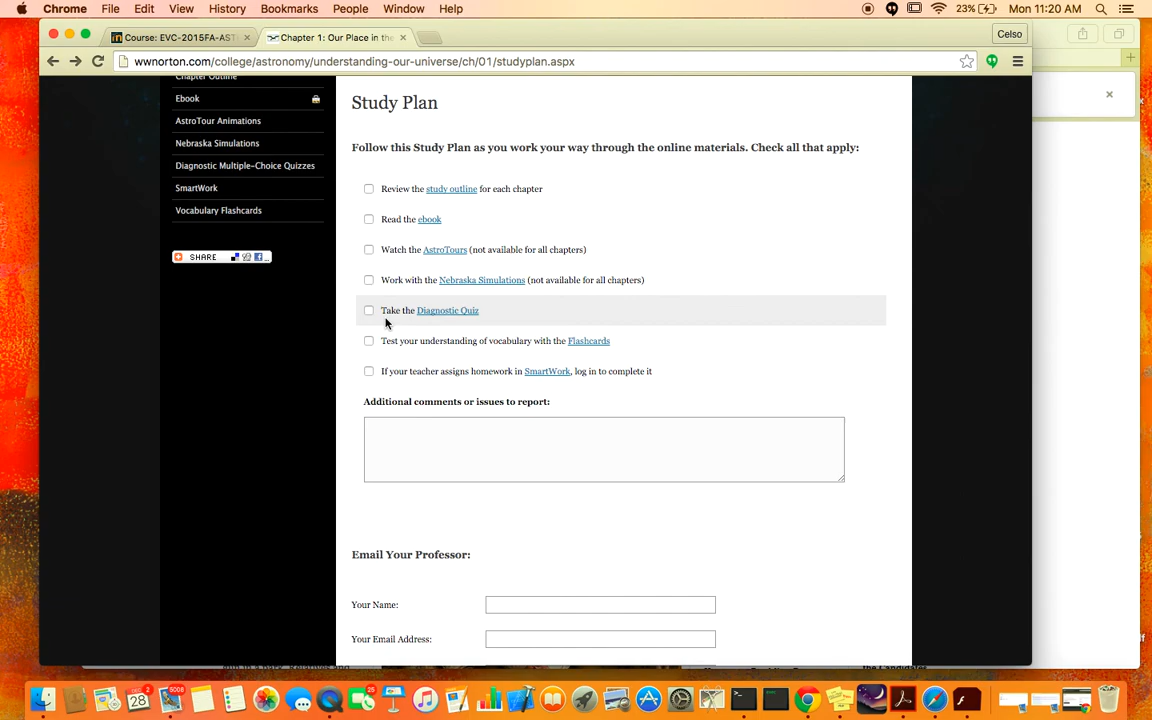 Chrome File Edit View History Bookmarks People Window Help 23% Mon 11:20 AM
Course: EVC-2015FA-AST × Chapter 1: Our Place in the × Celso
wwnorton.com/college/astronomy/understanding-our-universe/ch/01/studyplan.aspx
Chapter Outline
Ebook
AstroTour Animations
Nebraska Simulations
Diagnostic Multiple-Choice Quizzes
SmartWork
Vocabulary Flashcards
SHARE
Study Plan
Follow this Study Plan as you work your way through the online materials. Check all that apply:
Review the study outline for each chapter
Read the ebook
Watch the AstroTours (not available for all chapters)
Work with the Nebraska Simulations (not available for all chapters)
Take the Diagnostic Quiz
Test your understanding of vocabulary with the Flashcards
If your teacher assigns homework in SmartWork, log in to complete it
Additional comments or issues to report:
Email Your Professor:
Your Name:
Your Email Address:
28 2 5008 25